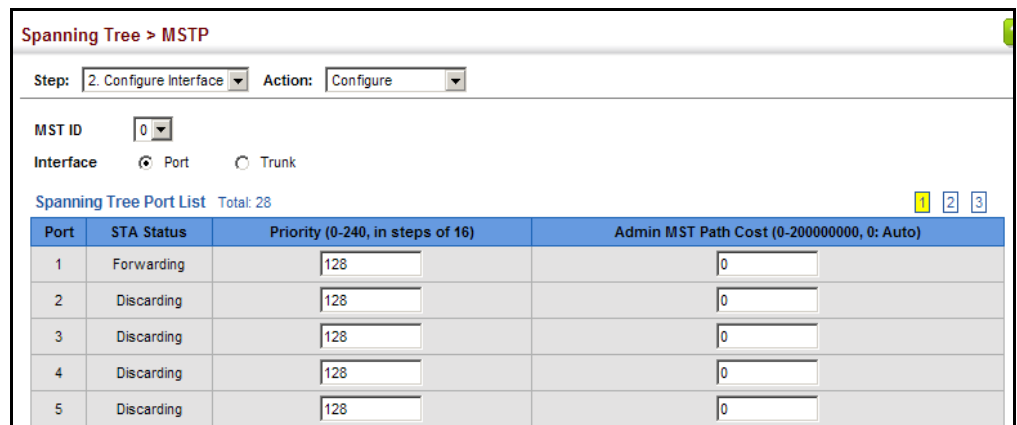 Spanning Tree > MSTP
Step: 2. Configure Interface Action: Configure
MST ID 0
Interface Port Trunk
Spanning Tree Port List Total: 28 1 2 3
Port STA Status Priority (0-240, in steps of 16) Admin MST Path Cost (0-200000000, 0: Auto)
1 Forwarding 128 0
2 Discarding 128 0
3 Discarding 128 0
4 Discarding 128 0
5 Discarding 128 0